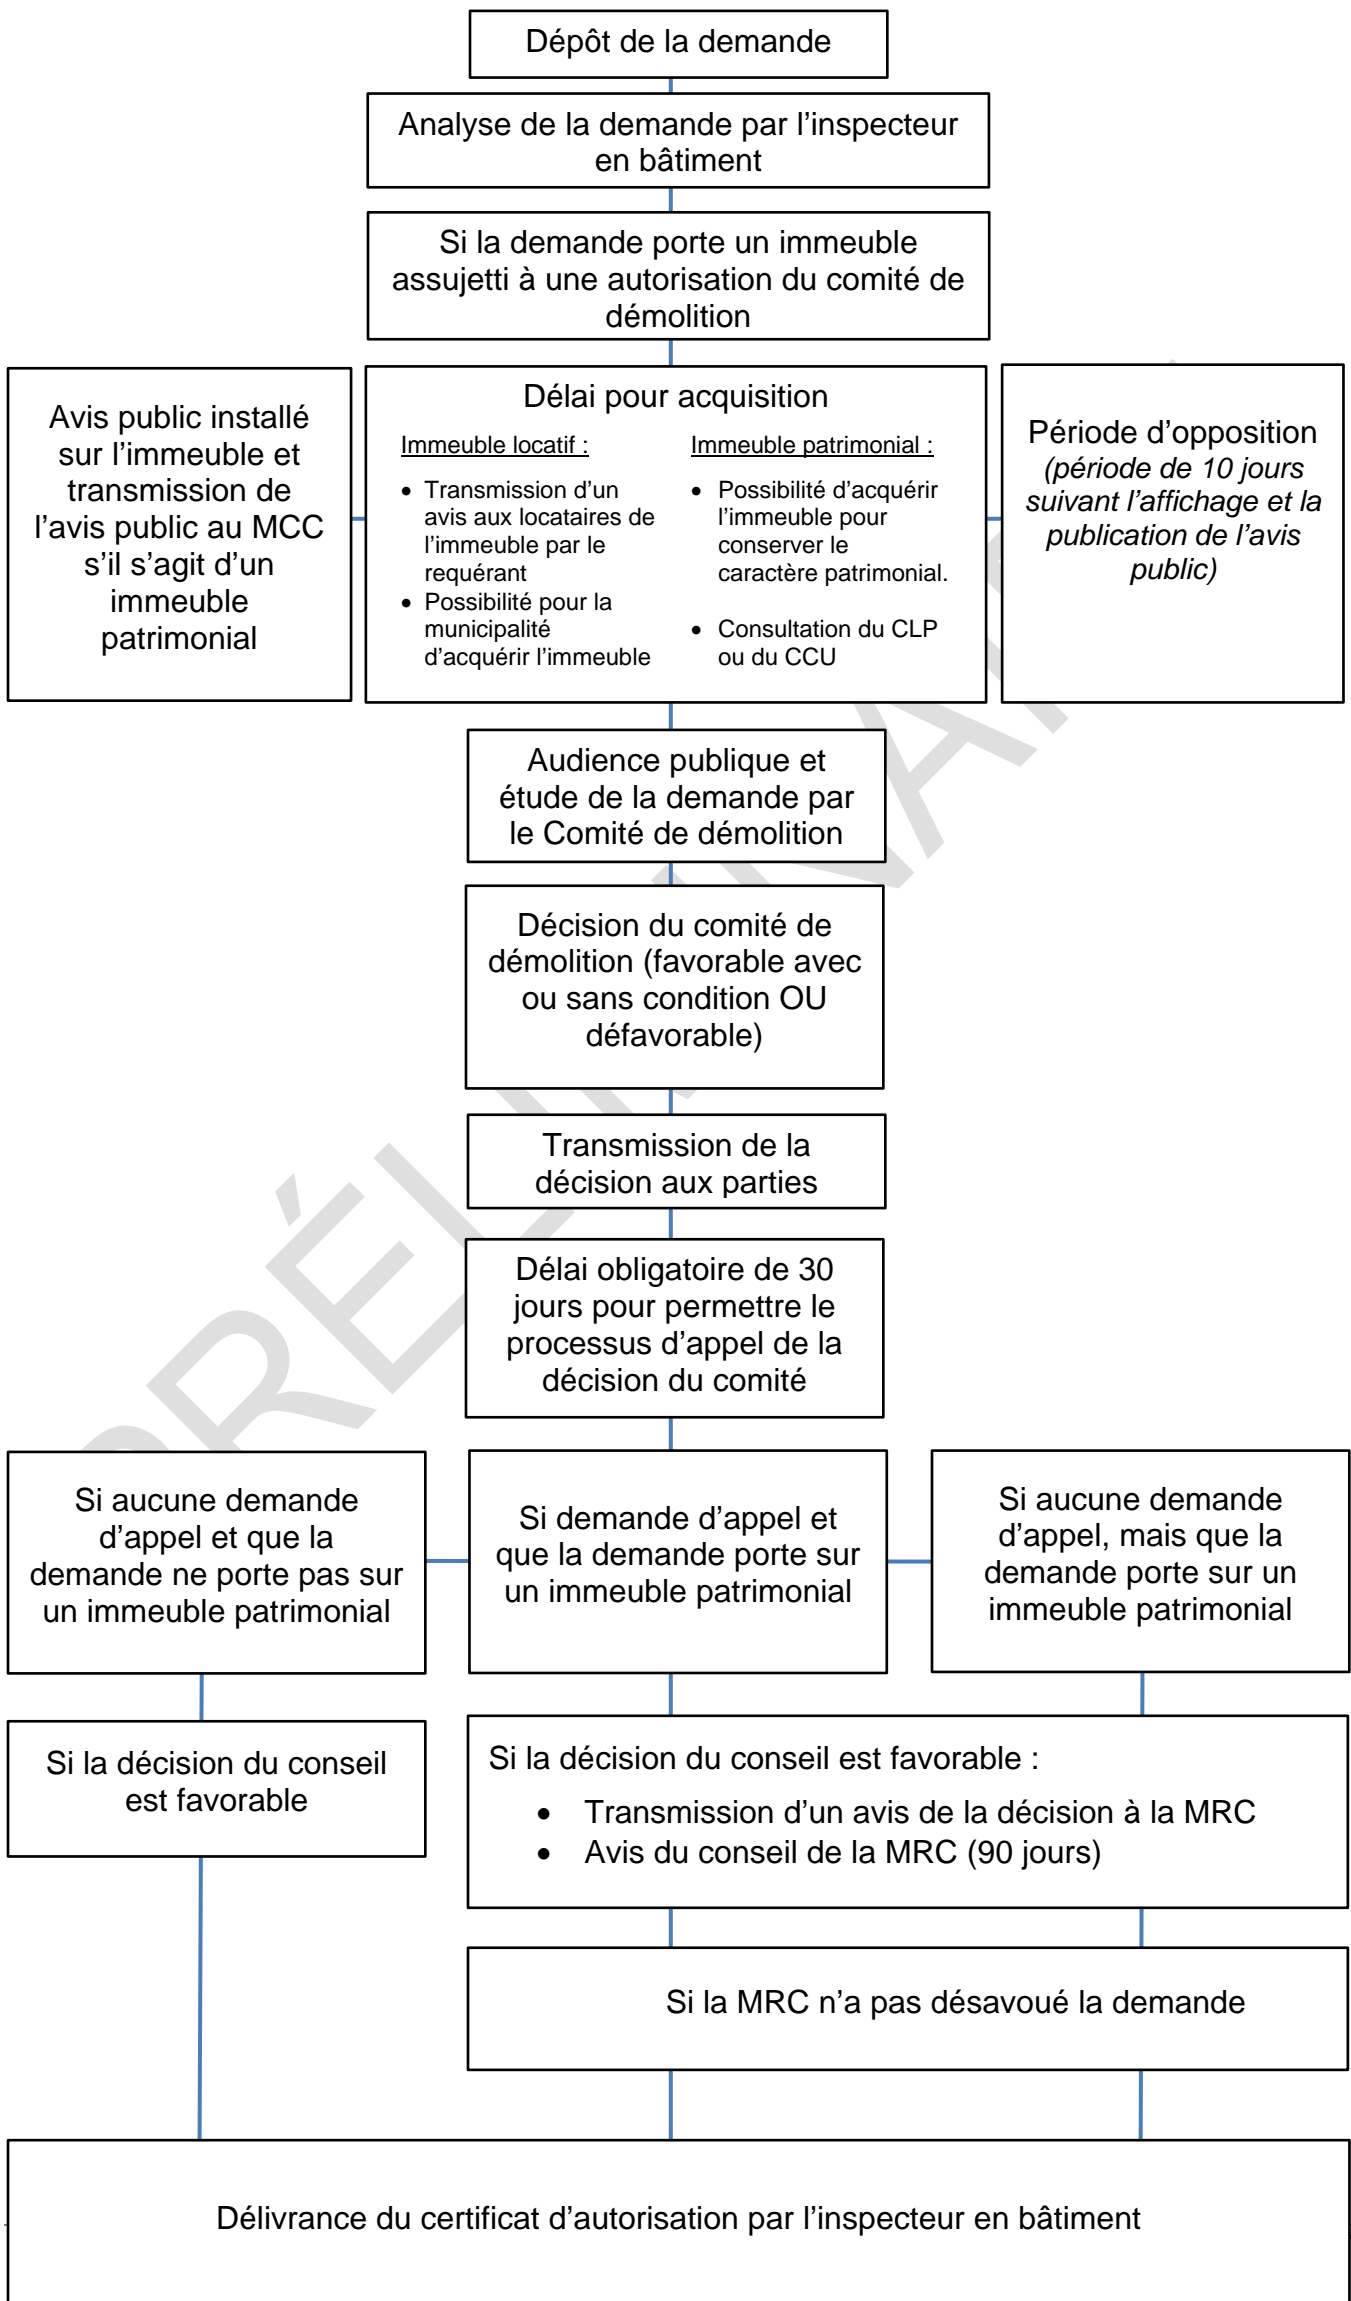 Dépôt de la demande
Analyse de la demande par l’inspecteur
en bâtiment
Si la demande porte un immeuble
assujetti à une autorisation du comité de
démolition
Avis public installé
sur l’immeuble et
transmission de
l’avis public au MCC
s’il s’agit d’un
immeuble
patrimonial
Délai pour acquisition
Immeuble locatif :
• Transmission d’un
avis aux locataires de
l’immeuble par le
requérant
• Possibilité pour la
municipalité
d’acquérir l’immeuble
Immeuble patrimonial :
• Possibilité d’acquérir
l’immeuble pour
conserver le
caractère patrimonial.
• Consultation du CLP
ou du CCU
Période d’opposition
(période de 10 jours
suivant l’affichage et la
publication de l’avis
public)
Audience publique et
étude de la demande par
le Comité de démolition
Décision du comité de
démolition (favorable avec
ou sans condition OU
défavorable)
Transmission de la
décision aux parties
Délai obligatoire de 30
jours pour permettre le
processus d’appel de la
décision du comité
Si aucune demande
d’appel et que la
demande ne porte pas sur
un immeuble patrimonial
Si demande d’appel et
que la demande porte sur
un immeuble patrimonial
Si aucune demande
d’appel, mais que la
demande porte sur un
immeuble patrimonial
Si la décision du conseil
est favorable
Si la décision du conseil est favorable :
• Transmission d’un avis de la décision à la MRC
• Avis du conseil de la MRC (90 jours)
Si la MRC n’a pas désavoué la demande
Délivrance du certificat d’autorisation par l’inspecteur en bâtiment